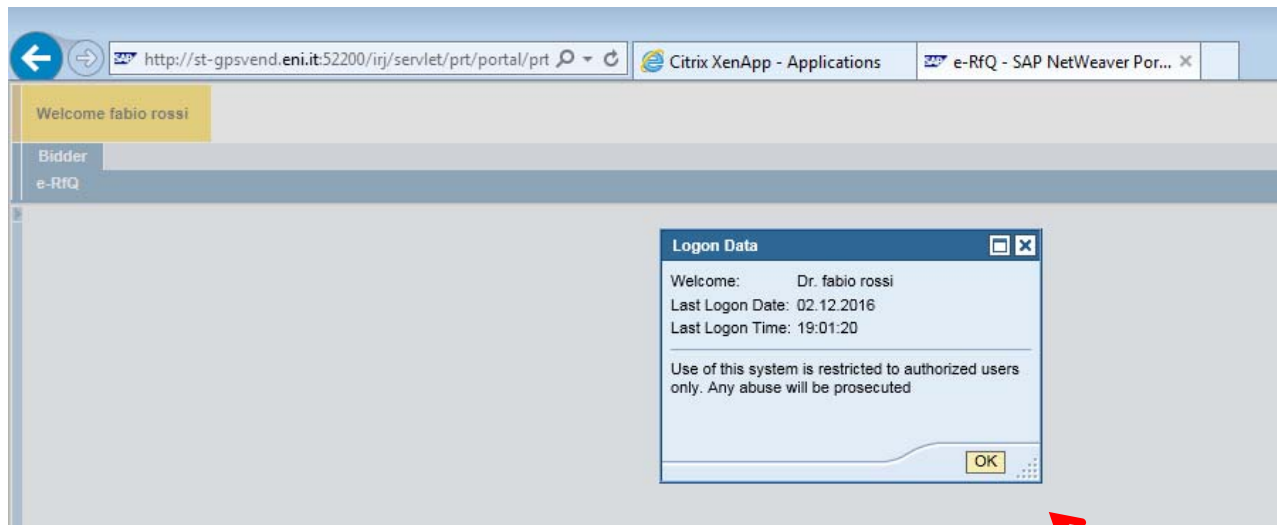 http://st-gpsvend.eni.it:52200/irj/servlet/prt/portal/prt
Citrix XenApp - Applications
e-RfQ - SAP NetWeaver Por...
Welcome fabio rossi
Bidder
e-RfQ
Logon Data
Welcome: Dr. fabio rossi
Last Logon Date: 02.12.2016
Last Logon Time: 19:01:20
Use of this system is restricted to authorized users
only. Any abuse will be prosecuted
OK